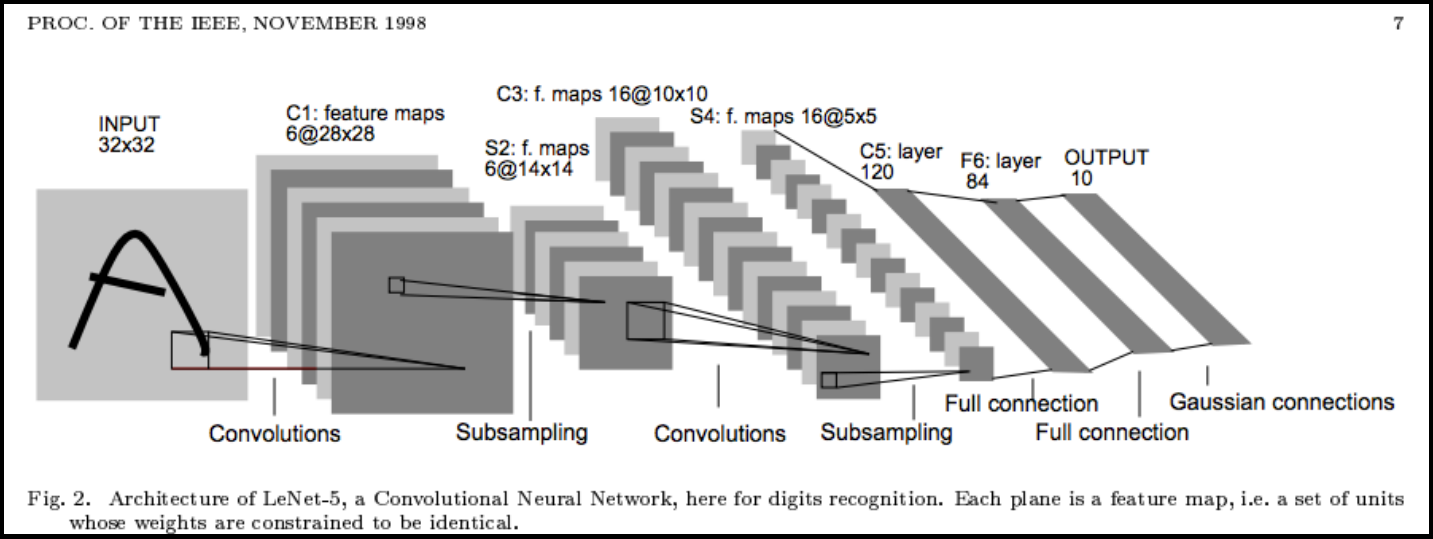 PROC. OF THE IEEE, NOVEMBER 1998 7
INPUT
32x32
C1: feature maps
6@28x28
S2: f. maps
6@14x14
C3: f. maps 16@10x10
S4: f. maps 16@5x5
C5: layer
120
F6: layer
84
OUTPUT
10
Convolutions
Subsampling
Convolutions
Subsampling
Full connection
Full connection
Gaussian connections
Fig. 2. Architecture of LeNet-5, a Convolutional Neural Network, here for digits recognition. Each plane is a feature map, i.e. a set of units
whose weights are constrained to be identical.